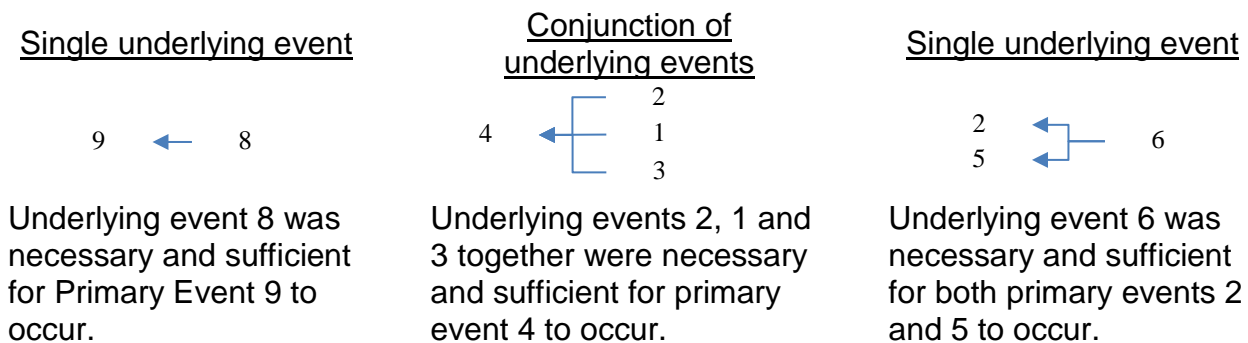 Single underlying event
9 8
Underlying event 8 was
necessary and sufficient
for Primary Event 9 to
occur.
Conjunction of
underlying events
2
4 1
3
Underlying events 2, 1 and
3 together were necessary
and sufficient for primary
event 4 to occur.
Single underlying event
2
6
5
Underlying event 6 was
necessary and sufficient
for both primary events 2
and 5 to occur.